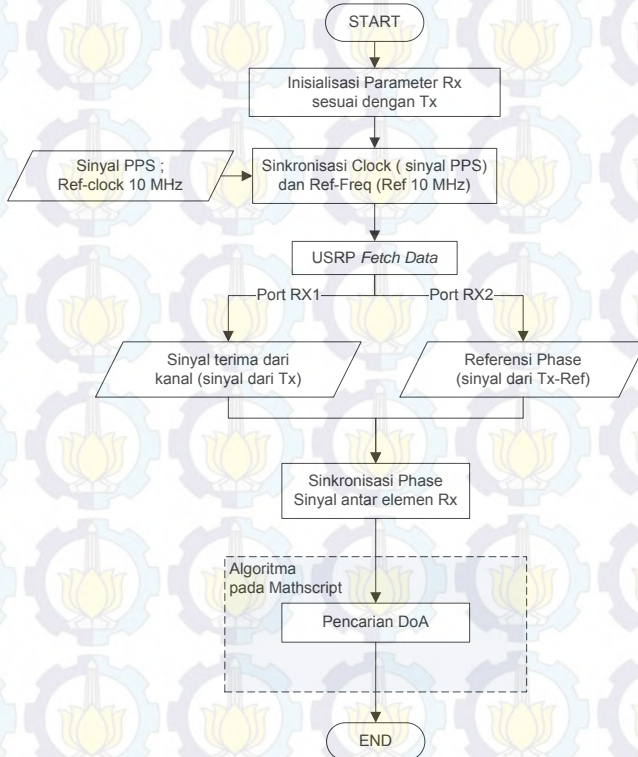 START
Inisialisasi Parameter Rx
sesuai dengan Tx
Sinyal PPS ;
Ref-clock 10 MHz
Sinkronisasi Clock ( sinyal PPS)
dan Ref-Freq (Ref 10 MHz)
USRP Fetch Data
Port RX1
Port RX2
Sinyal terima dari
kanal (sinyal dari Tx)
Referensi Phase
(sinyal dari Tx-Ref)
Sinkronisasi Phase
Sinyal antar elemen Rx
Algoritma
pada Mathscript
Pencarian DoA
END